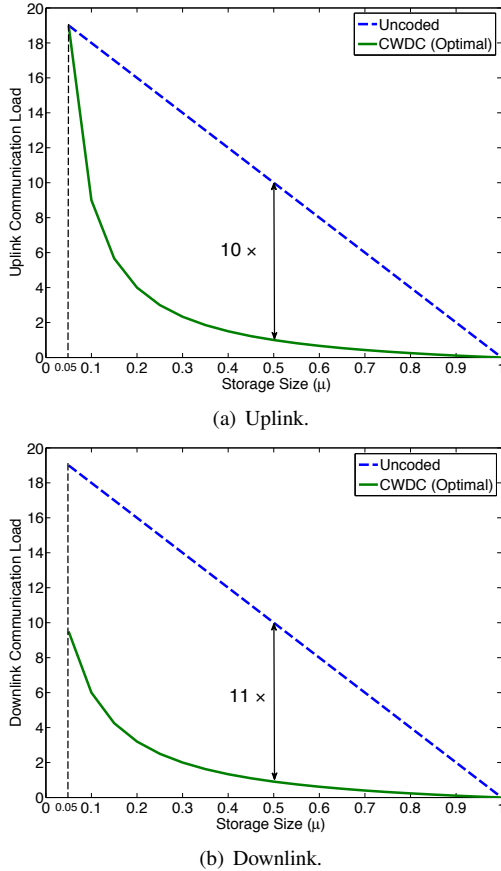 20
18
16
14
12
10
8
6
4
2
0
Uplink Communication Load
Uncoded
CWDC (Optimal)
10 ×
0 0.05 0.1 0.2 0.3 0.4 0.5 0.6 0.7 0.8 0.9 1
Storage Size (μ)
(a) Uplink.
20
18
16
14
12
10
8
6
4
2
0
Downlink Communication Load
Uncoded
CWDC (Optimal)
11 ×
0 0.05 0.1 0.2 0.3 0.4 0.5 0.6 0.7 0.8 0.9 1
Storage Size (μ)
(b) Downlink.